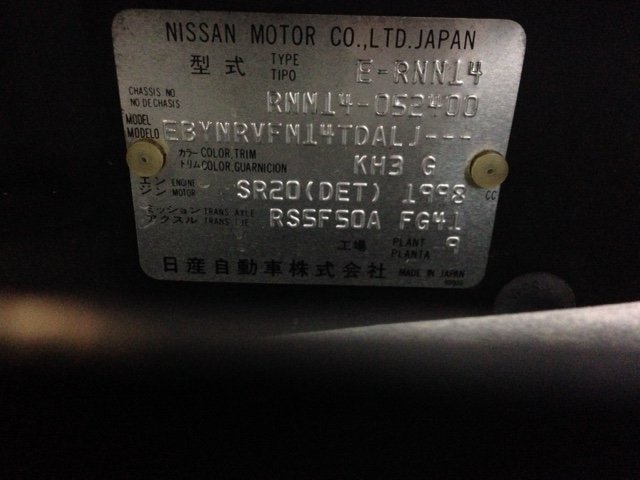 NISSAN MOTOR CO.,LTD.JAPAN
型式 TYPE TIPO E-RNN14
CHASSIS NO NO DE CHASIS RNN14-052400
MODEL MODELO EBYNRVFN14TDALJ---
カラー COLOR,TRIM KH3 G
トリム COLOR,GUARNICION
エンジン ENGINE MOTOR SR20(DET) 1998 CC
ミッション TRANS AXLE RS5F50A FG41
アクスル TRANS EJE
工場 PLANT PLANTA 9
日産自動車株式会社 MADE IN JAPAN